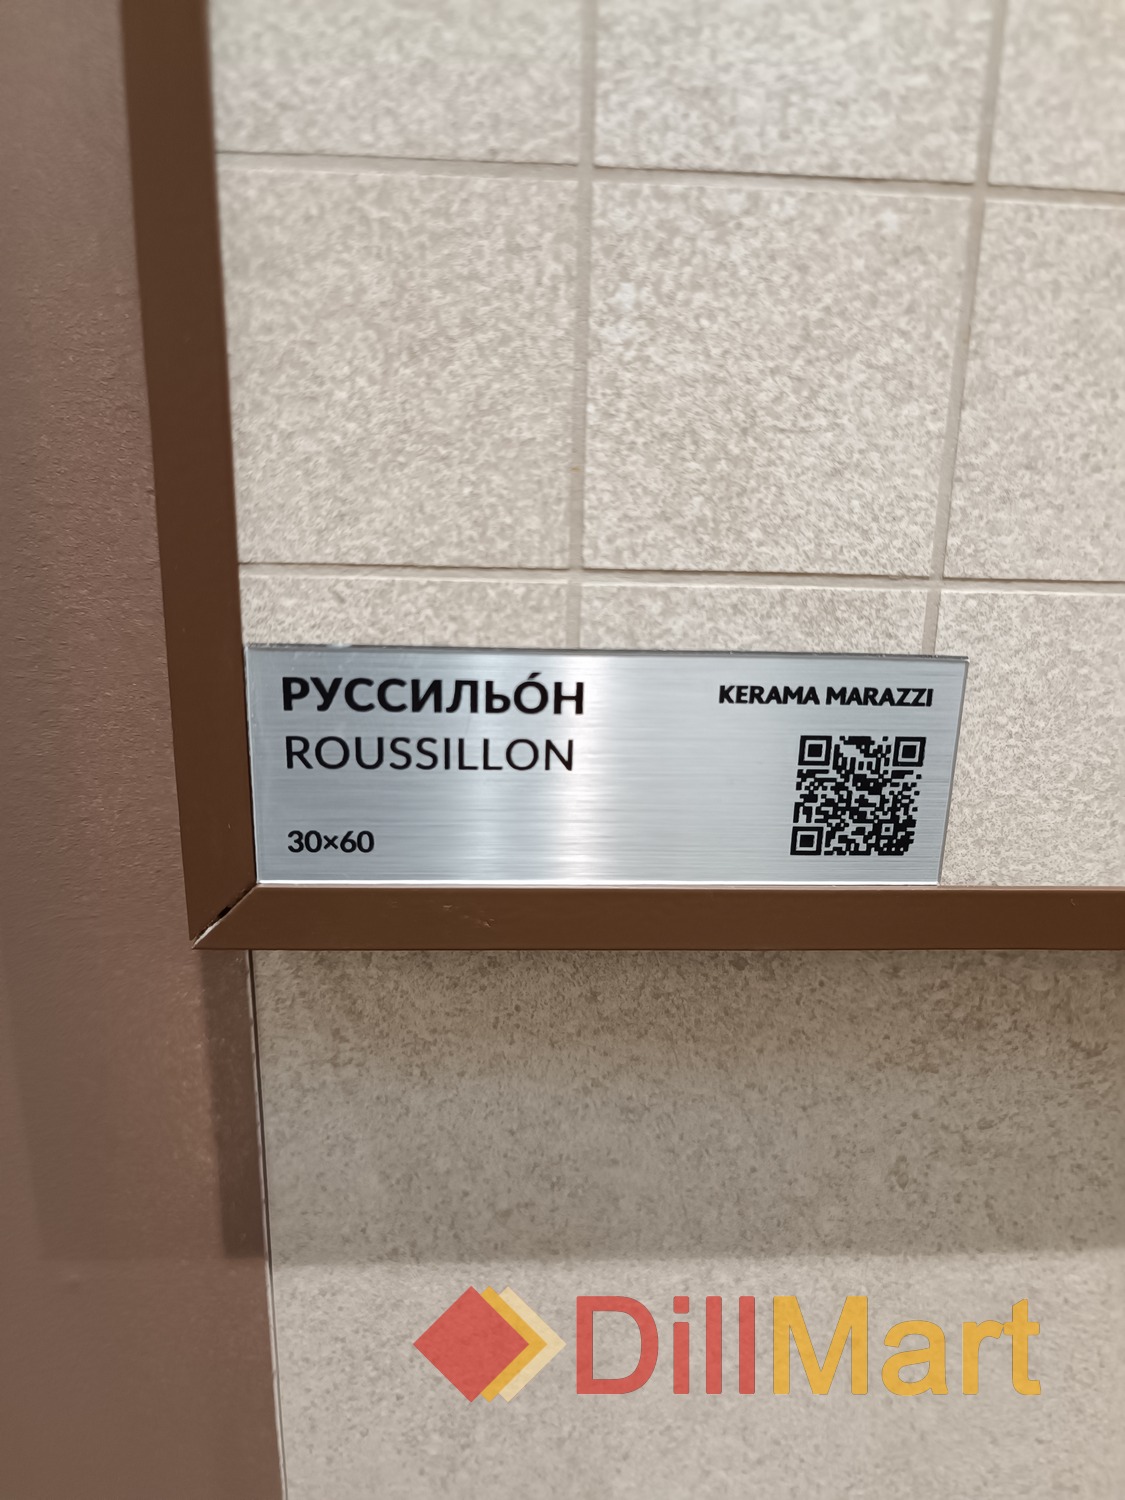 РУССИЛЬО́Н
KERAMA MARAZZI
ROUSSILLON
30×60
DillMart